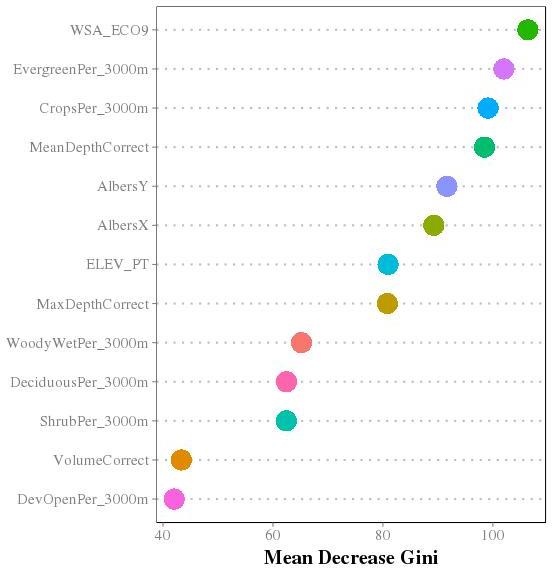 WSA_ECO9
EvergreenPer_3000m
CropsPer_3000m
MeanDepthCorrect
AlbersY
AlbersX
ELEV_PT
MaxDepthCorrect
WoodyWetPer_3000m
DeciduousPer_3000m
ShrubPer_3000m
VolumeCorrect
DevOpenPer_3000m
40 60 80 100
Mean Decrease Gini